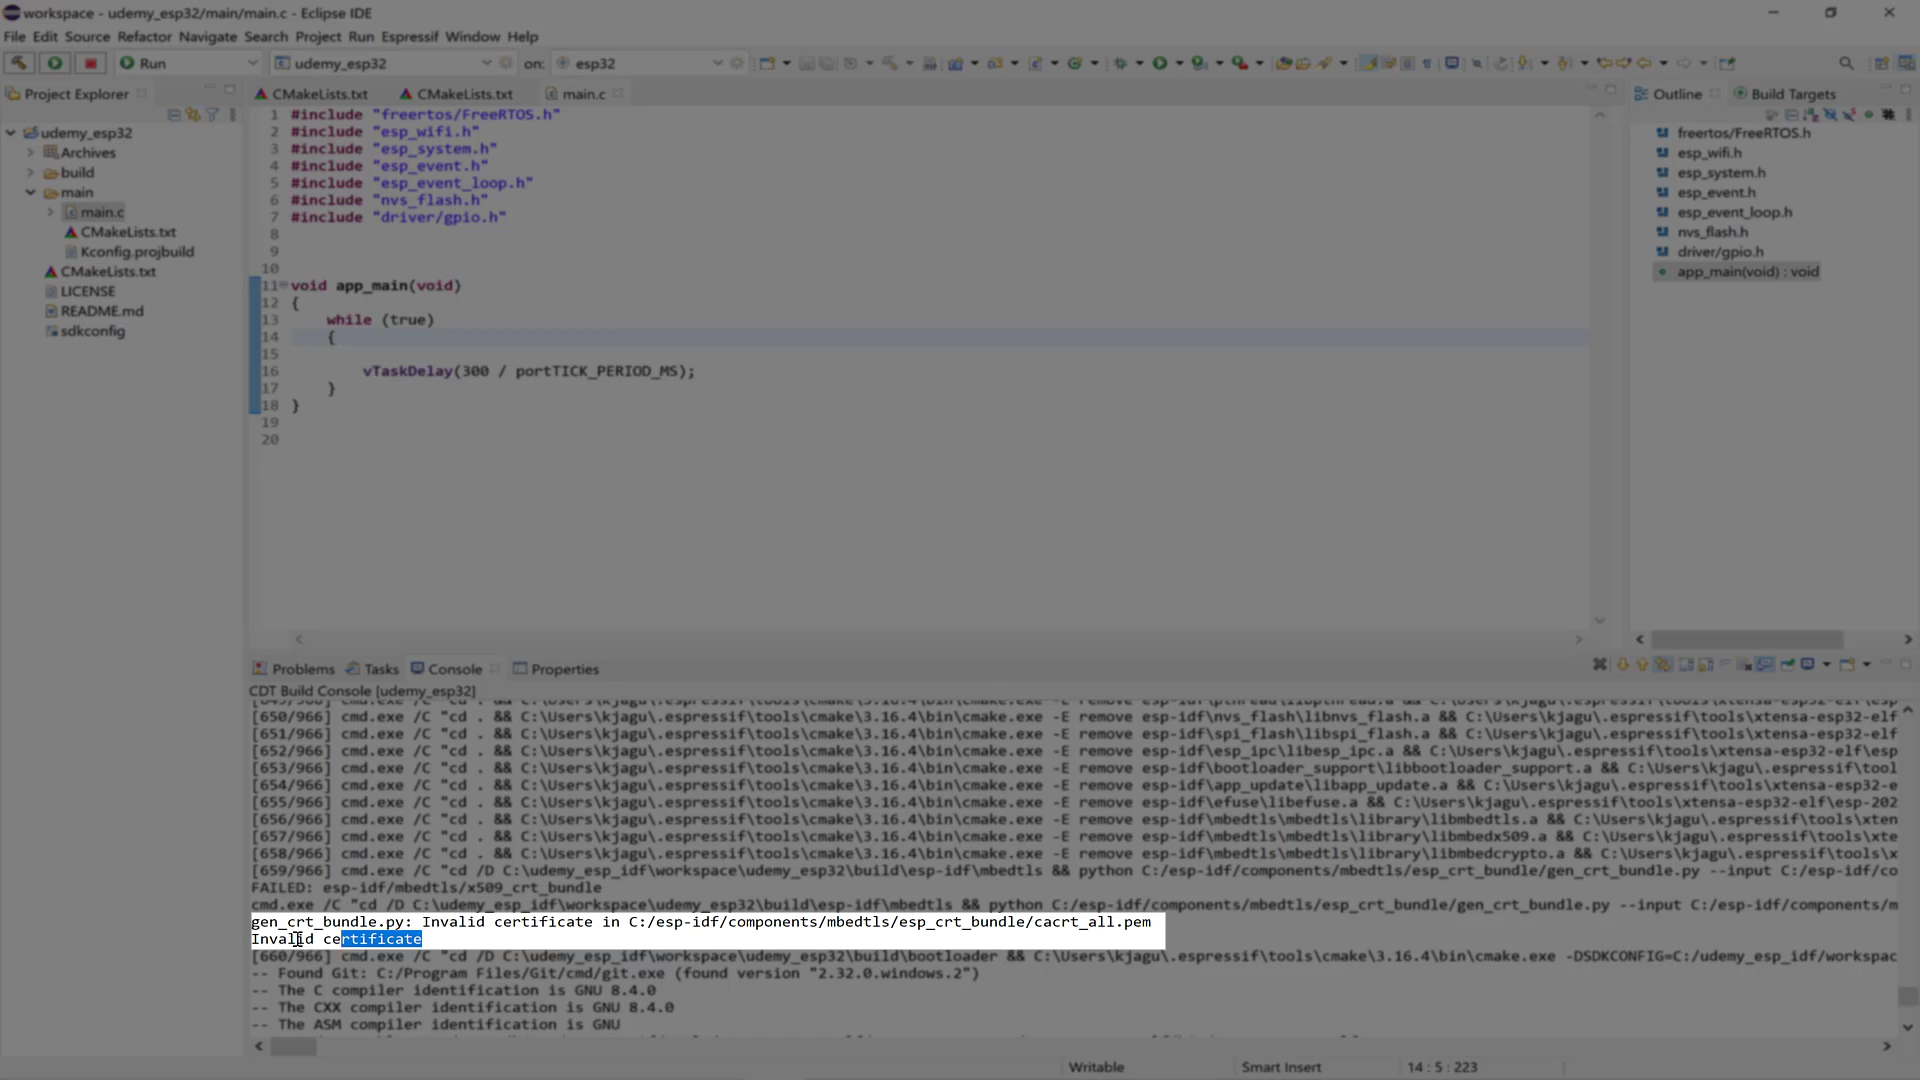 workspace - udemy_esp32/main/main.c - Eclipse IDE
File Edit Source Refactor Navigate Search Project Run Espressif Window Help
Run udemy_esp32 on: esp32
Project Explorer
udemy_esp32
Archives
build
main
main.c
CMakeLists.txt
Kconfig.projbuild
CMakeLists.txt
LICENSE
README.md
sdkconfig
CMakeLists.txt CMakeLists.txt main.c
1 #include "freertos/FreeRTOS.h"
2 #include "esp_wifi.h"
3 #include "esp_system.h"
4 #include "esp_event.h"
5 #include "esp_event_loop.h"
6 #include "nvs_flash.h"
7 #include "driver/gpio.h"
8
9
10
11 void app_main(void)
12 {
13 while (true)
14 {
15
16 vTaskDelay(300 / portTICK_PERIOD_MS);
17 }
18 }
19
20
Outline Build Targets
freertos/FreeRTOS.h
esp_wifi.h
esp_system.h
esp_event.h
esp_event_loop.h
nvs_flash.h
driver/gpio.h
app_main(void) : void
Problems Tasks Console Properties
CDT Build Console [udemy_esp32]
[650/966] cmd.exe /C "cd . && C:\Users\kjagu\.espressif\tools\cmake\3.16.4\bin\cmake.exe -E remove esp-idf\nvs_flash\libnvs_flash.a && C:\Users\kjagu\.espressif\tools\xtensa-esp32-elf
[651/966] cmd.exe /C "cd . && C:\Users\kjagu\.espressif\tools\cmake\3.16.4\bin\cmake.exe -E remove esp-idf\spi_flash\libspi_flash.a && C:\Users\kjagu\.espressif\tools\xtensa-esp32-elf
[652/966] cmd.exe /C "cd . && C:\Users\kjagu\.espressif\tools\cmake\3.16.4\bin\cmake.exe -E remove esp-idf\esp_ipc\libesp_ipc.a && C:\Users\kjagu\.espressif\tools\xtensa-esp32-elf\esp
[653/966] cmd.exe /C "cd . && C:\Users\kjagu\.espressif\tools\cmake\3.16.4\bin\cmake.exe -E remove esp-idf\bootloader_support\libbootloader_support.a && C:\Users\kjagu\.espressif\tool
[654/966] cmd.exe /C "cd . && C:\Users\kjagu\.espressif\tools\cmake\3.16.4\bin\cmake.exe -E remove esp-idf\app_update\libapp_update.a && C:\Users\kjagu\.espressif\tools\xtensa-esp32-e
[655/966] cmd.exe /C "cd . && C:\Users\kjagu\.espressif\tools\cmake\3.16.4\bin\cmake.exe -E remove esp-idf\efuse\libefuse.a && C:\Users\kjagu\.espressif\tools\xtensa-esp32-elf\esp-202
[656/966] cmd.exe /C "cd . && C:\Users\kjagu\.espressif\tools\cmake\3.16.4\bin\cmake.exe -E remove esp-idf\mbedtls\mbedtls\library\libmbedtls.a && C:\Users\kjagu\.espressif\tools\xten
[657/966] cmd.exe /C "cd . && C:\Users\kjagu\.espressif\tools\cmake\3.16.4\bin\cmake.exe -E remove esp-idf\mbedtls\mbedtls\library\libmbedx509.a && C:\Users\kjagu\.espressif\tools\xte
[658/966] cmd.exe /C "cd . && C:\Users\kjagu\.espressif\tools\cmake\3.16.4\bin\cmake.exe -E remove esp-idf\mbedtls\mbedtls\library\libmbedcrypto.a && C:\Users\kjagu\.espressif\tools\x
[659/966] cmd.exe /C "cd /D C:\udemy_esp_idf\workspace\udemy_esp32\build\esp-idf\mbedtls && python C:/esp-idf/components/mbedtls/esp_crt_bundle/gen_crt_bundle.py --input C:/esp-idf/co
FAILED: esp-idf/mbedtls/x509_crt_bundle
cmd.exe /C "cd /D C:\udemy_esp_idf\workspace\udemy_esp32\build\esp-idf\mbedtls && python C:/esp-idf/components/mbedtls/esp_crt_bundle/gen_crt_bundle.py --input C:/esp-idf/components/m
gen_crt_bundle.py: Invalid certificate in C:/esp-idf/components/mbedtls/esp_crt_bundle/cacrt_all.pem
Invalid certificate
[660/966] cmd.exe /C "cd /D C:\udemy_esp_idf\workspace\udemy_esp32\build\bootloader && C:\Users\kjagu\.espressif\tools\cmake\3.16.4\bin\cmake.exe -DSDKCONFIG=C:/udemy_esp_idf/workspac
-- Found Git: C:/Program Files/Git/cmd/git.exe (found version "2.32.0.windows.2")
-- The C compiler identification is GNU 8.4.0
-- The CXX compiler identification is GNU 8.4.0
-- The ASM compiler identification is GNU
Writable Smart Insert 14 : 5 : 223